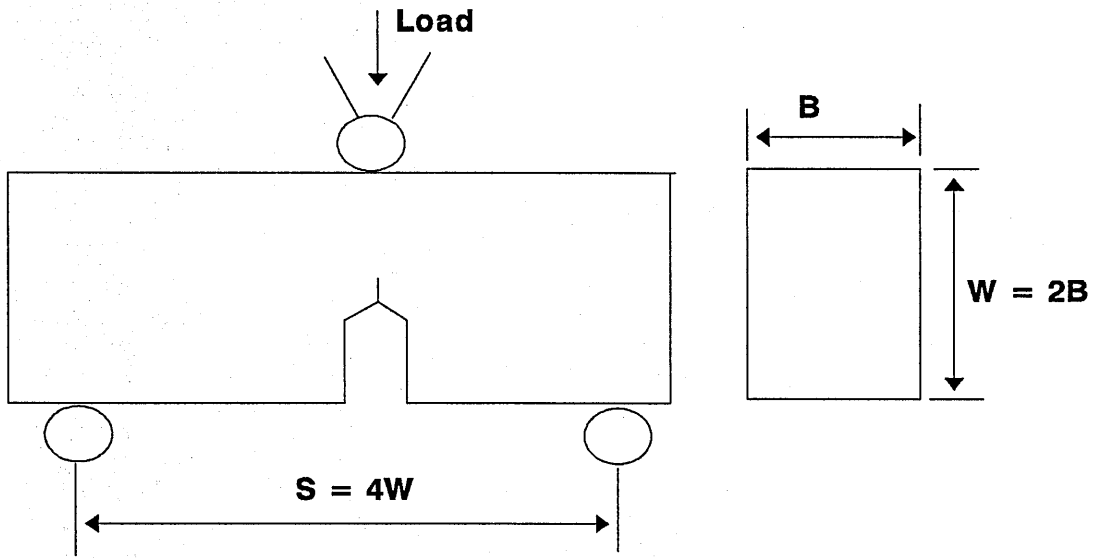 Load
B
W = 2B
S = 4W